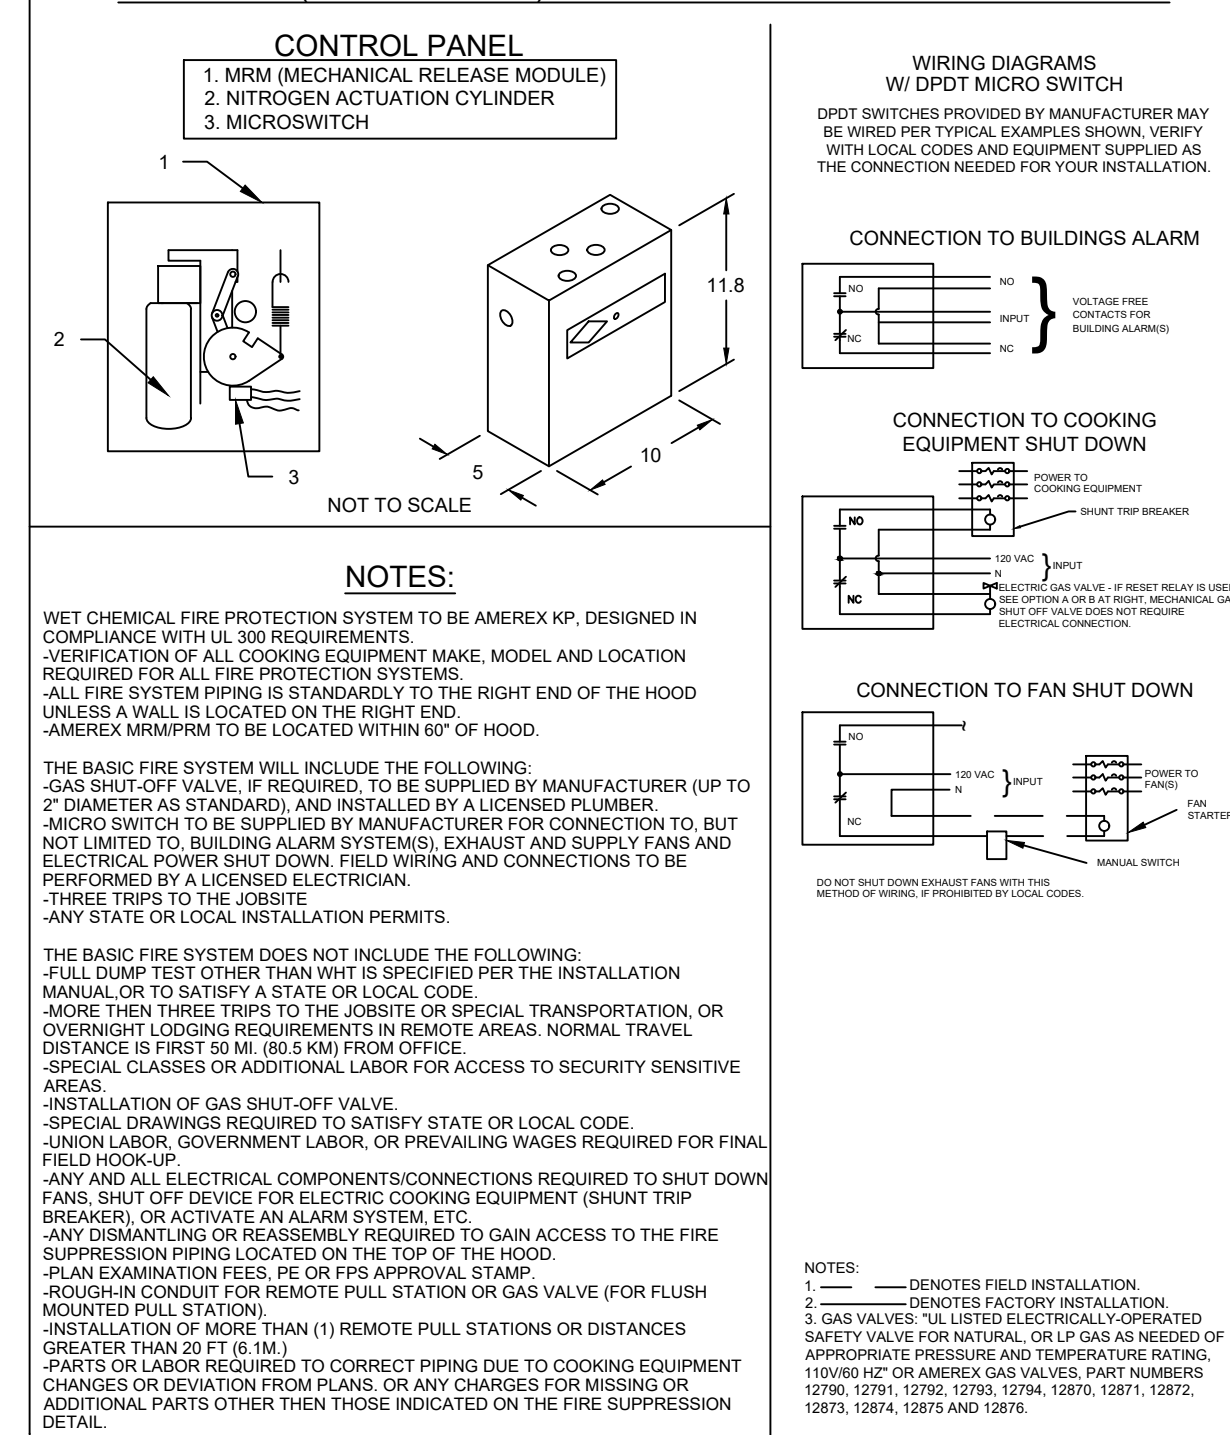 CONTROL PANEL
1. MRM (MECHANICAL RELEASE MODULE)
2. NITROGEN ACTUATION CYLINDER
3. MICROSWITCH
1
2
3
11.8
10
5
NOT TO SCALE
NOTES:
WET CHEMICAL FIRE PROTECTION SYSTEM TO BE AMEREX KP, DESIGNED IN
COMPLIANCE WITH UL 300 REQUIREMENTS.
-VERIFICATION OF ALL COOKING EQUIPMENT MAKE, MODEL AND LOCATION
REQUIRED FOR ALL FIRE PROTECTION SYSTEMS.
-ALL FIRE SYSTEM PIPING IS STANDARDLY TO THE RIGHT END OF THE HOOD
UNLESS A WALL IS LOCATED ON THE RIGHT END.
-AMEREX MRM/PRM TO BE LOCATED WITHIN 60" OF HOOD.
THE BASIC FIRE SYSTEM WILL INCLUDE THE FOLLOWING:
-GAS SHUT-OFF VALVE, IF REQUIRED, TO BE SUPPLIED BY MANUFACTURER (UP TO
2" DIAMETER AS STANDARD), AND INSTALLED BY A LICENSED PLUMBER.
-MICRO SWITCH TO BE SUPPLIED BY MANUFACTURER FOR CONNECTION TO, BUT
NOT LIMITED TO, BUILDING ALARM SYSTEM(S), EXHAUST AND SUPPLY FANS AND
ELECTRICAL POWER SHUT DOWN. FIELD WIRING AND CONNECTIONS TO BE
PERFORMED BY A LICENSED ELECTRICIAN.
-THREE TRIPS TO THE JOBSITE
-ANY STATE OR LOCAL INSTALLATION PERMITS.
THE BASIC FIRE SYSTEM DOES NOT INCLUDE THE FOLLOWING:
-FULL DUMP TEST OTHER THAN WHT IS SPECIFIED PER THE INSTALLATION
MANUAL,OR TO SATISFY A STATE OR LOCAL CODE.
-MORE THEN THREE TRIPS TO THE JOBSITE OR SPECIAL TRANSPORTATION, OR
OVERNIGHT LODGING REQUIREMENTS IN REMOTE AREAS. NORMAL TRAVEL
DISTANCE IS FIRST 50 MI. (80.5 KM) FROM OFFICE.
-SPECIAL CLASSES OR ADDITIONAL LABOR FOR ACCESS TO SECURITY SENSITIVE
AREAS.
-INSTALLATION OF GAS SHUT-OFF VALVE.
-SPECIAL DRAWINGS REQUIRED TO SATISFY STATE OR LOCAL CODE.
-UNION LABOR, GOVERNMENT LABOR, OR PREVAILING WAGES REQUIRED FOR FINAL
FIELD HOOK-UP.
-ANY AND ALL ELECTRICAL COMPONENTS/CONNECTIONS REQUIRED TO SHUT DOWN
FANS, SHUT OFF DEVICE FOR ELECTRIC COOKING EQUIPMENT (SHUNT TRIP
BREAKER), OR ACTIVATE AN ALARM SYSTEM, ETC.
-ANY DISMANTLING OR REASSEMBLY REQUIRED TO GAIN ACCESS TO THE FIRE
SUPPRESSION PIPING LOCATED ON THE TOP OF THE HOOD.
-PLAN EXAMINATION FEES, PE OR FPS APPROVAL STAMP.
-ROUGH-IN CONDUIT FOR REMOTE PULL STATION OR GAS VALVE (FOR FLUSH
MOUNTED PULL STATION).
-INSTALLATION OF MORE THAN (1) REMOTE PULL STATIONS OR DISTANCES
GREATER THAN 20 FT (6.1M.)
-PARTS OR LABOR REQUIRED TO CORRECT PIPING DUE TO COOKING EQUIPMENT
CHANGES OR DEVIATION FROM PLANS. OR ANY CHARGES FOR MISSING OR
ADDITIONAL PARTS OTHER THEN THOSE INDICATED ON THE FIRE SUPPRESSION
DETAIL.
WIRING DIAGRAMS
W/ DPDT MICRO SWITCH
DPDT SWITCHES PROVIDED BY MANUFACTURER MAY
BE WIRED PER TYPICAL EXAMPLES SHOWN, VERIFY
WITH LOCAL CODES AND EQUIPMENT SUPPLIED AS
THE CONNECTION NEEDED FOR YOUR INSTALLATION.
CONNECTION TO BUILDINGS ALARM
NO
NC
NO
INPUT
NC
VOLTAGE FREE
CONTACTS FOR
BUILDING ALARM(S)
CONNECTION TO COOKING
EQUIPMENT SHUT DOWN
POWER TO
COOKING EQUIPMENT
SHUNT TRIP BREAKER
NO
NC
120 VAC
N
INPUT
ELECTRIC GAS VALVE - IF RESET RELAY IS USE
SEE OPTION A OR B AT RIGHT, MECHANICAL GA
SHUT OFF VALVE DOES NOT REQUIRE
ELECTRICAL CONNECTION.
CONNECTION TO FAN SHUT DOWN
NO
NC
120 VAC
N
INPUT
POWER TO
FAN(S)
FAN
STARTER
MANUAL SWITCH
DO NOT SHUT DOWN EXHAUST FANS WITH THIS
METHOD OF WIRING, IF PROHIBITED BY LOCAL CODES.
NOTES:
1. DENOTES FIELD INSTALLATION.
2. DENOTES FACTORY INSTALLATION.
3. GAS VALVES: "UL LISTED ELECTRICALLY-OPERATED
SAFETY VALVE FOR NATURAL, OR LP GAS AS NEEDED OF
APPROPRIATE PRESSURE AND TEMPERATURE RATING,
110V/60 HZ" OR AMEREX GAS VALVES, PART NUMBERS
12790, 12791, 12792, 12793, 12794, 12870, 12871, 12872,
12873, 12874, 12875 AND 12876.